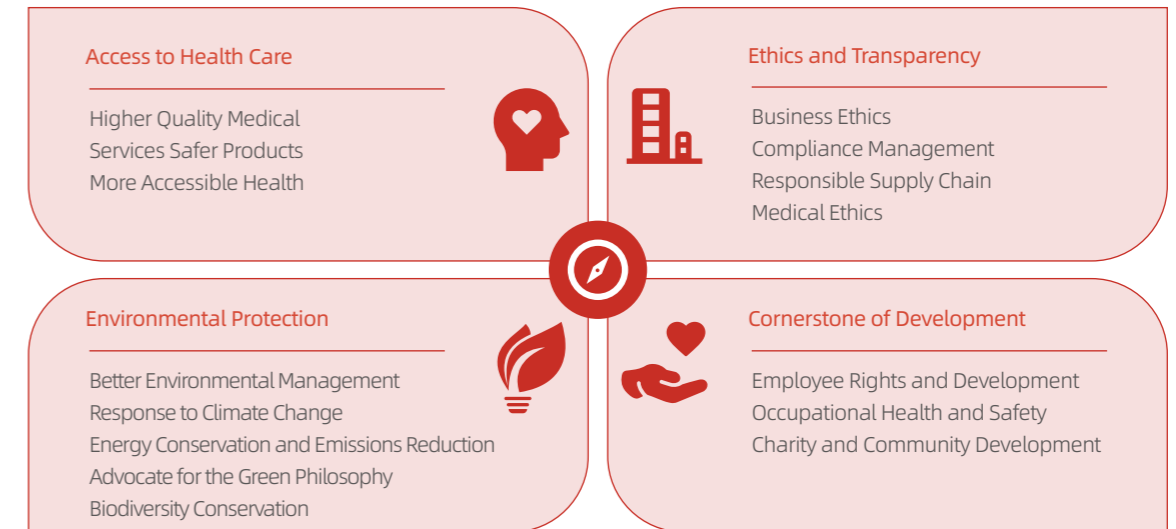 Access to Health Care
Higher Quality Medical
Services Safer Products
More Accessible Health
Ethics and Transparency
Business Ethics
Compliance Management
Responsible Supply Chain
Medical Ethics
Environmental Protection
Better Environmental Management
Response to Climate Change
Energy Conservation and Emissions Reduction
Advocate for the Green Philosophy
Biodiversity Conservation
Cornerstone of Development
Employee Rights and Development
Occupational Health and Safety
Charity and Community Development